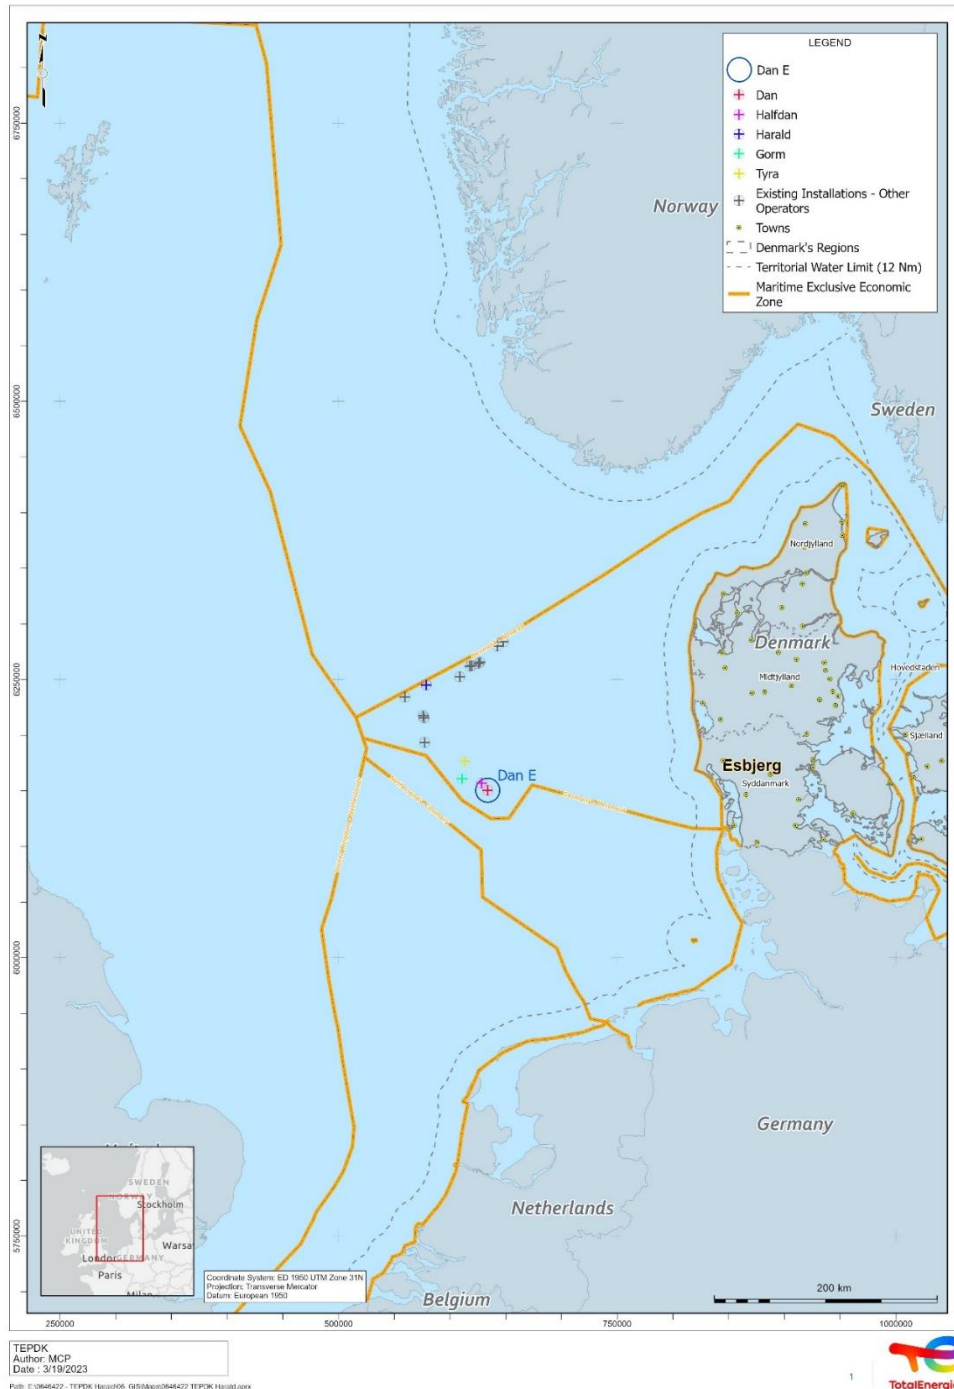 LEGEND
Dan E
Dan
Halfdan
Harald
Gorm
Tyra
Existing Installations - Other
Operators
Towns
Denmark's Regions
Territorial Water Limit (12 Nm)
Maritime Exclusive Economic
Zone
N
6750000
6500000
6250000
6000000
5750000
Norway
Sweden
Nordjylland
Denmark
Midtjylland
Hovedstaden
Sjælland
Esbjerg
Syddanmark
Dan E
Germany
Netherlands
Belgium
SWEDEN
NORWAY
Stockholm
UNITED
KINGDOM
London
GERMANY
Warsa
Paris
Milan
Coordinate System: ED 1950 UTM Zone 31N
Projection: Transverse Mercator
Datum: European 1950
200 km
250000
500000
750000
1000000
TEPDK
Author: MCP
Date : 3/19/2023
1
TotalEnergie